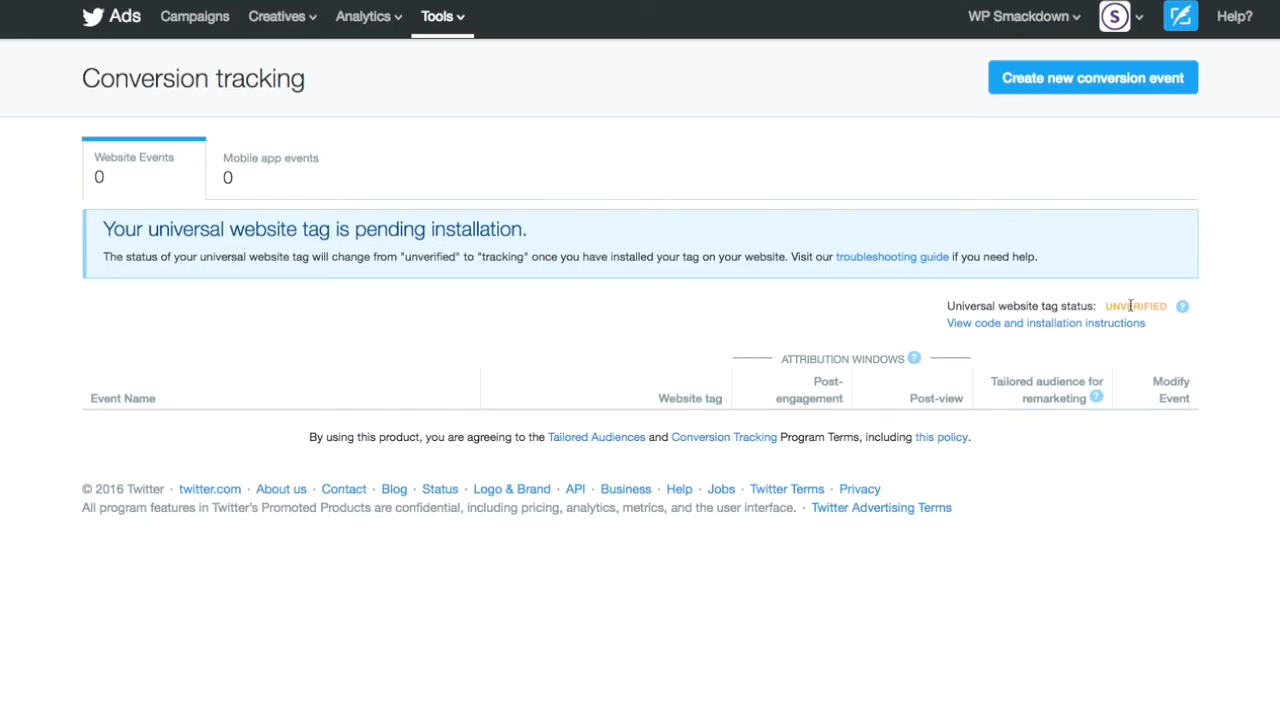 Ads Campaigns Creatives Analytics Tools WP Smackdown S Help?
Conversion tracking
Create new conversion event
Website Events
0
Mobile app events
0
Your universal website tag is pending installation.
The status of your universal website tag will change from "unverified" to "tracking" once you have installed your tag on your website. Visit our troubleshooting guide if you need help.
Universal website tag status: UNVERIFIED ?
View code and installation instructions
ATTRIBUTION WINDOWS ?
Event Name
Website tag
Post-
engagement
Post-view
Tailored audience for
remarketing ?
Modify
Event
By using this product, you are agreeing to the Tailored Audiences and Conversion Tracking Program Terms, including this policy.
© 2016 Twitter · twitter.com · About us · Contact · Blog · Status · Logo & Brand · API · Business · Help · Jobs · Twitter Terms · Privacy
All program features in Twitter's Promoted Products are confidential, including pricing, analytics, metrics, and the user interface. · Twitter Advertising Terms